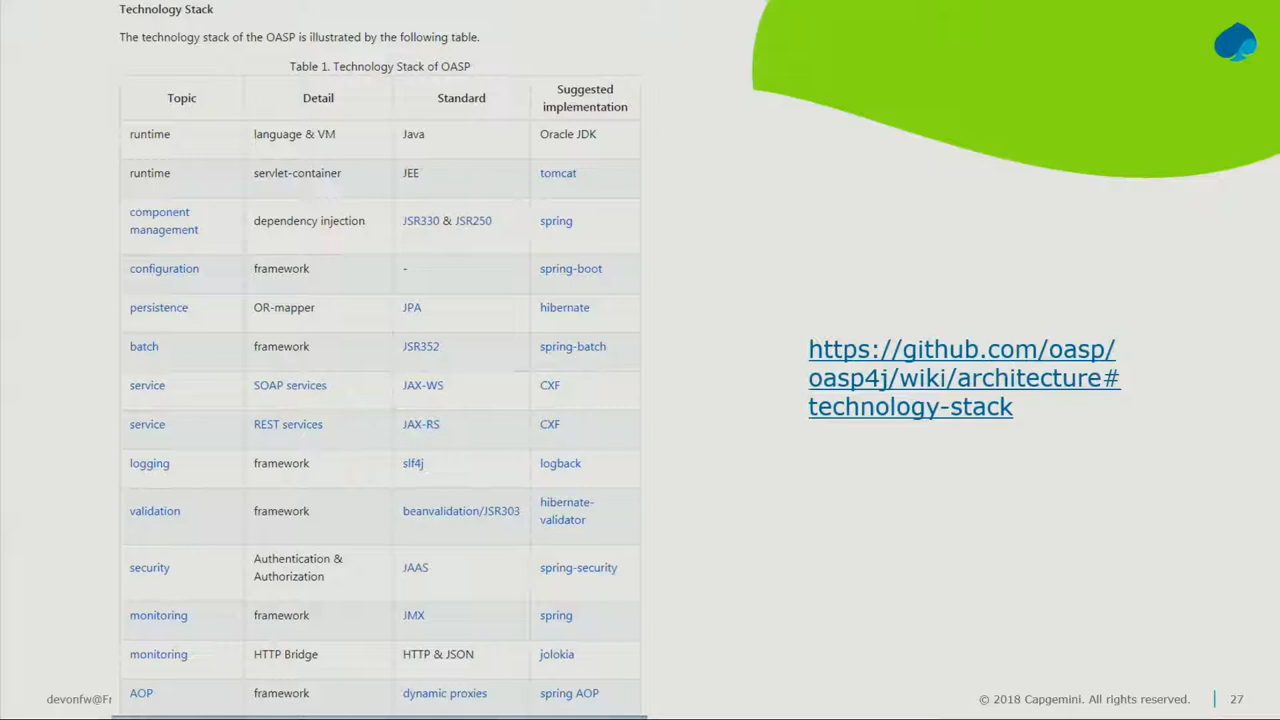 Technology Stack
The technology stack of the OASP is illustrated by the following table.
Table 1. Technology Stack of OASP
Topic Detail Standard Suggested implementation
runtime language & VM Java Oracle JDK
runtime servlet-container JEE tomcat
component management dependency injection JSR330 & JSR250 spring
configuration framework - spring-boot
persistence OR-mapper JPA hibernate
batch framework JSR352 spring-batch
service SOAP services JAX-WS CXF
service REST services JAX-RS CXF
logging framework slf4j logback
validation framework beanvalidation/JSR303 hibernate-validator
security Authentication & Authorization JAAS spring-security
monitoring framework JMX spring
monitoring HTTP Bridge HTTP & JSON jolokia
AOP framework dynamic proxies spring AOP
https://github.com/oasp/
oasp4j/wiki/architecture#
technology-stack
devonfw@Fr
© 2018 Capgemini. All rights reserved. 27